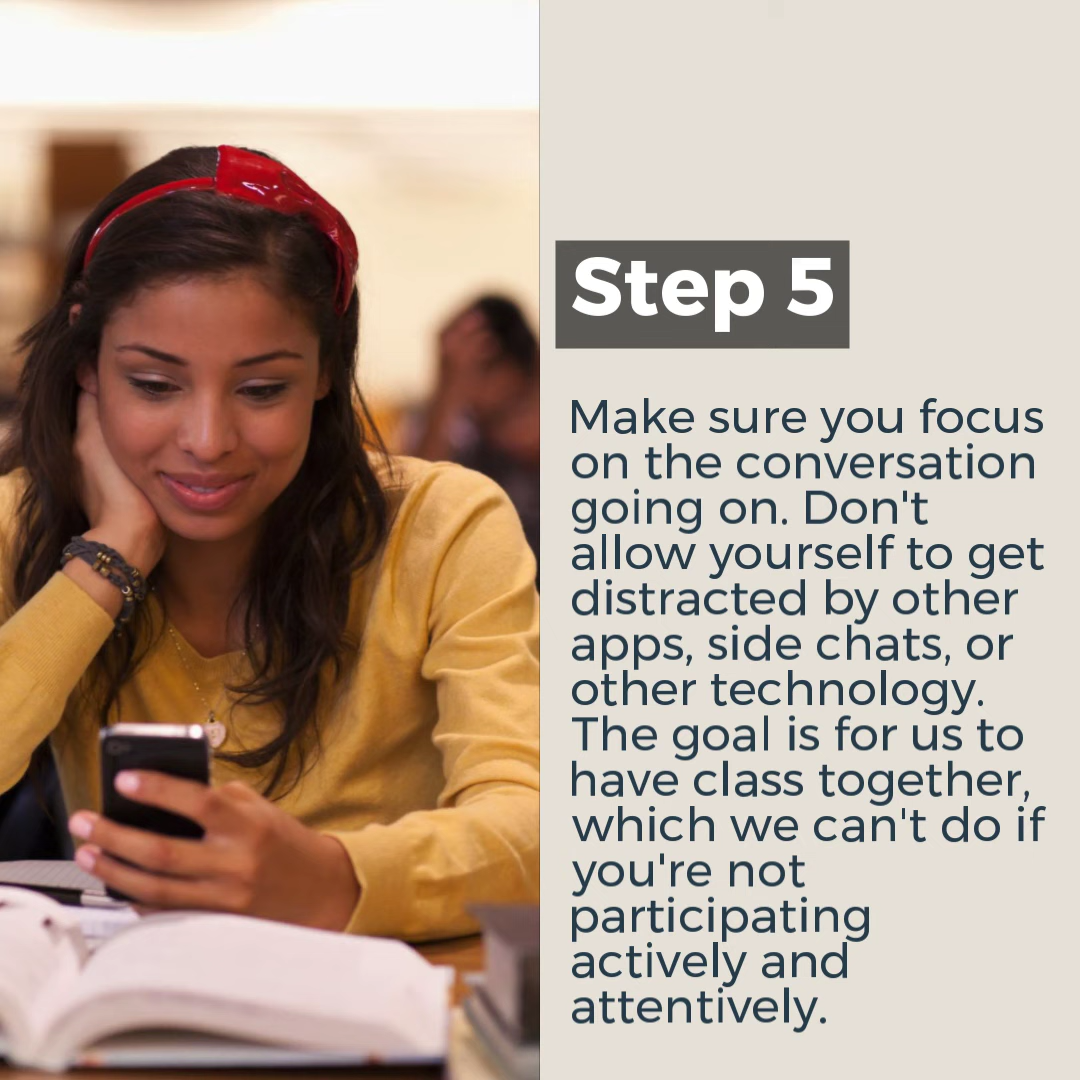 Step 5
Make sure you focus
on the conversation
going on. Don't
allow yourself to get
distracted by other
apps, side chats, or
other technology.
The goal is for us to
have class together,
which we can't do if
you're not
participating
actively and
attentively.